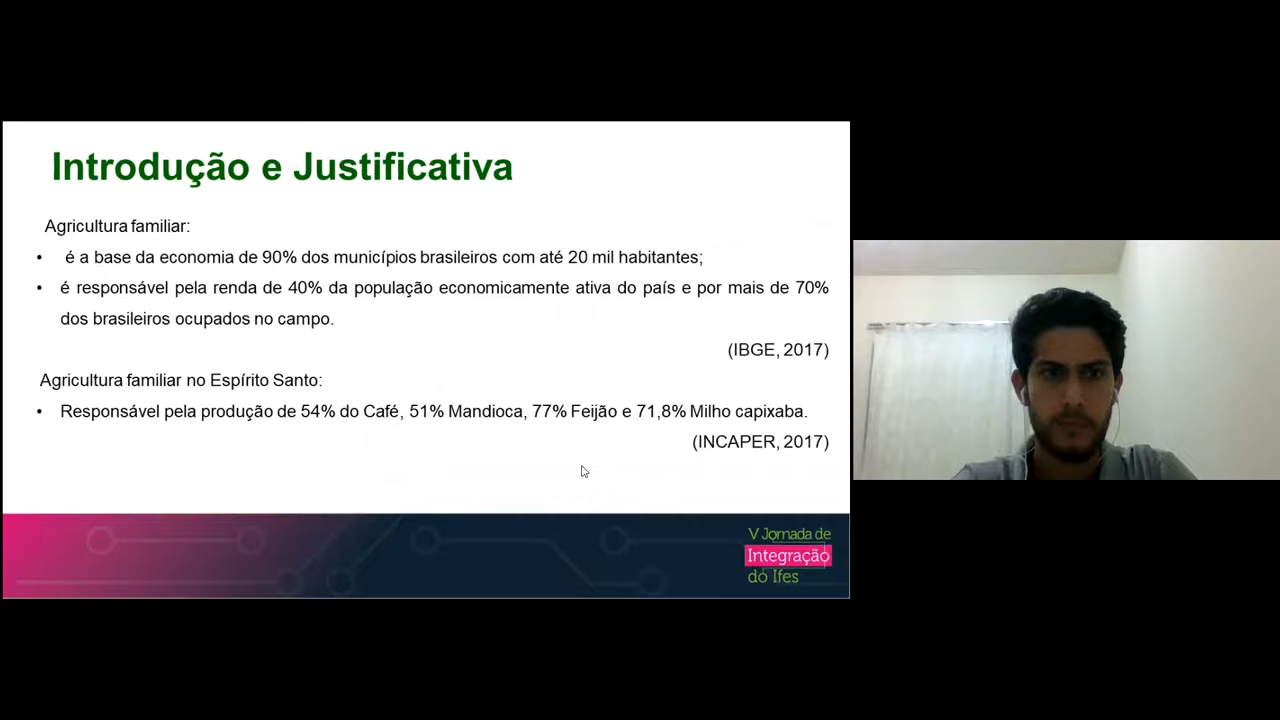 Introdução e Justificativa
Agricultura familiar:
• é a base da economia de 90% dos municípios brasileiros com até 20 mil habitantes;
• é responsável pela renda de 40% da população economicamente ativa do país e por mais de 70%
dos brasileiros ocupados no campo.
(IBGE, 2017)
Agricultura familiar no Espírito Santo:
• Responsável pela produção de 54% do Café, 51% Mandioca, 77% Feijão e 71,8% Milho capixaba.
(INCAPER, 2017)
V Jornada de
Integração
do Ifes